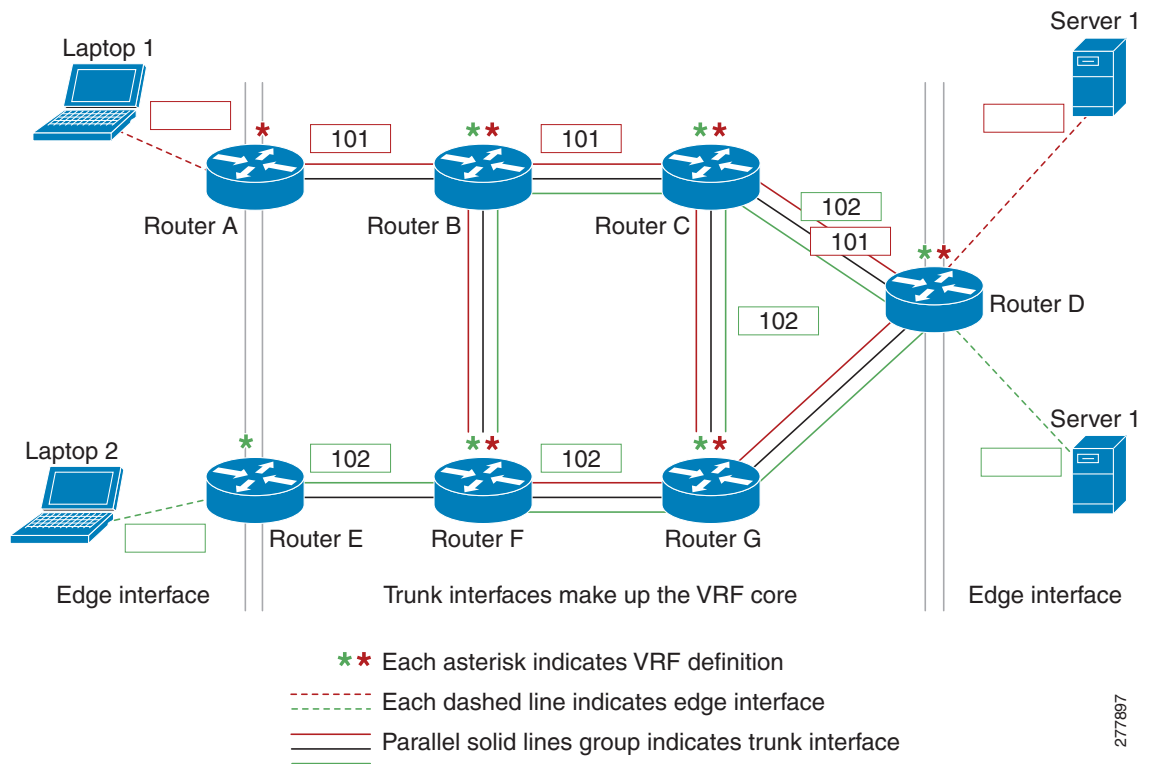 Server 1
Laptop 1
* 101 ** 101 **
Router A Router B Router C
102
101
**
Router D
102
Server 1
Laptop 2
* 102 ** 102 **
Router E Router F Router G
Edge interface Trunk interfaces make up the VRF core Edge interface
** Each asterisk indicates VRF definition
Each dashed line indicates edge interface
Parallel solid lines group indicates trunk interface
277897